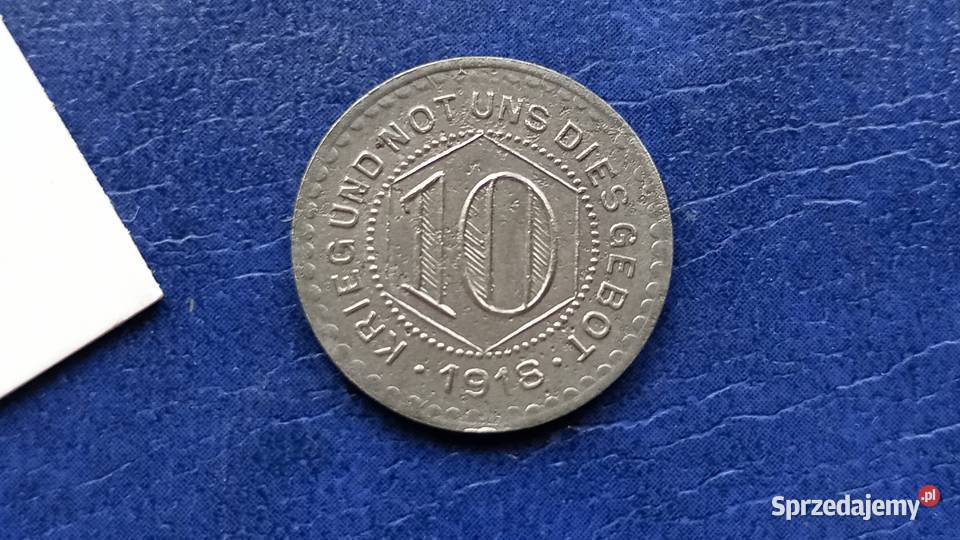 KRIEG UND NOT UNS DIES GEBOT
10
· 1918 ·
Sprzedajemy.pl